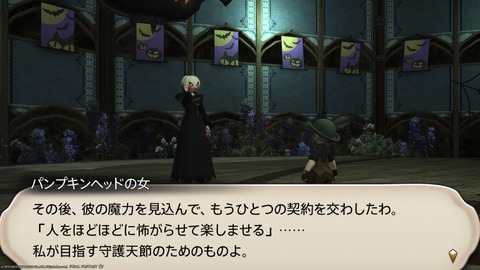 パンプキンヘッドの女
その後、彼の魔力を見込んで、もうひとつの契約を交わしたわ。
「人をほどほどに怖がらせて楽しませる」……
私が目指す守護天節のためのものよ。